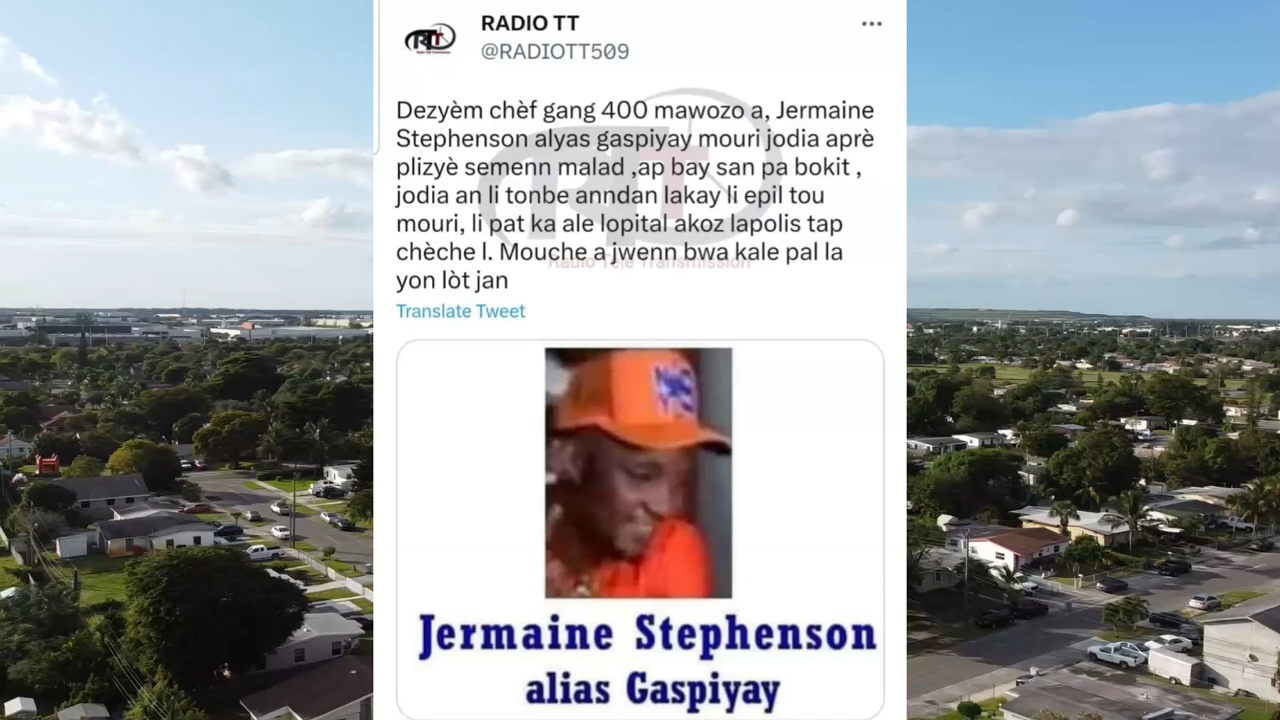 RADIO TT
@RADIOTT509
Dezyèm chèf gang 400 mawozo a, Jermaine
Stephenson alyas gaspiyay mouri jodia aprè
plizyè semenn malad ,ap bay san pa bokit ,
jodia an li tonbe anndan lakay li epil tou
mouri, li pat ka ale lopital akoz lapolis tap
chèche l. Mouche a jwenn bwa kale pal la
yon lòt jan
Radio Télé Transmission
Translate Tweet
Jermaine Stephenson
alias Gaspiyay